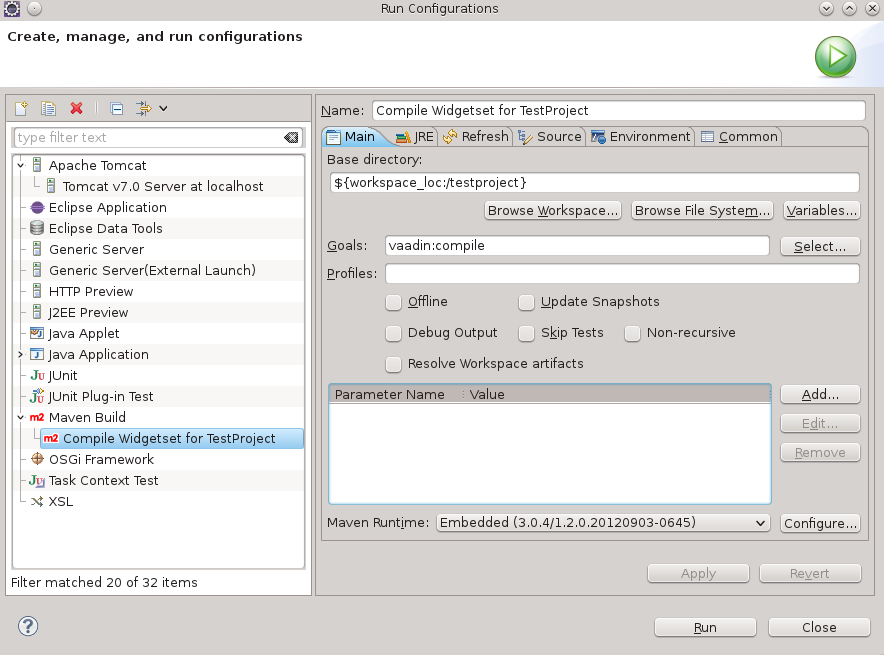 Run Configurations
Create, manage, and run configurations
type filter text
Apache Tomcat
Tomcat v7.0 Server at localhost
Eclipse Application
Eclipse Data Tools
Generic Server
Generic Server(External Launch)
HTTP Preview
J2EE Preview
Java Applet
Java Application
Ju JUnit
Ju JUnit Plug-in Test
m2 Maven Build
m2 Compile Widgetset for TestProject
OSGi Framework
Ju Task Context Test
XSL
Filter matched 20 of 32 items
Name: Compile Widgetset for TestProject
Main JRE Refresh Source Environment Common
Base directory:
${workspace_loc:/testproject}
Browse Workspace... Browse File System... Variables...
Goals: vaadin:compile Select...
Profiles:
Offline Update Snapshots
Debug Output Skip Tests Non-recursive
Resolve Workspace artifacts
Parameter Name Value
Add...
Edit...
Remove
Maven Runtime: Embedded (3.0.4/1.2.0.20120903-0645) Configure...
Apply Revert
? Run Close